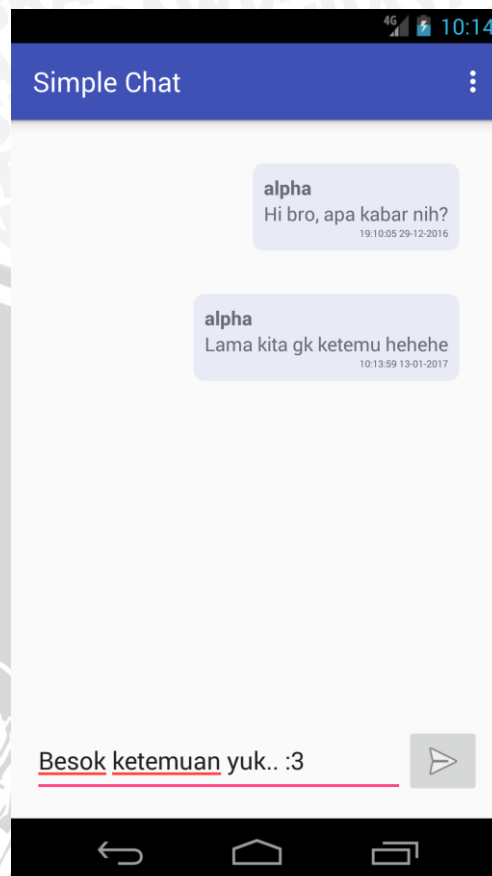 4G 10:14
Simple Chat
alpha
Hi bro, apa kabar nih?
19:10:05 29-12-2016
alpha
Lama kita gk ketemu hehehe
10:13:59 13-01-2017
Besok ketemuan yuk.. :3